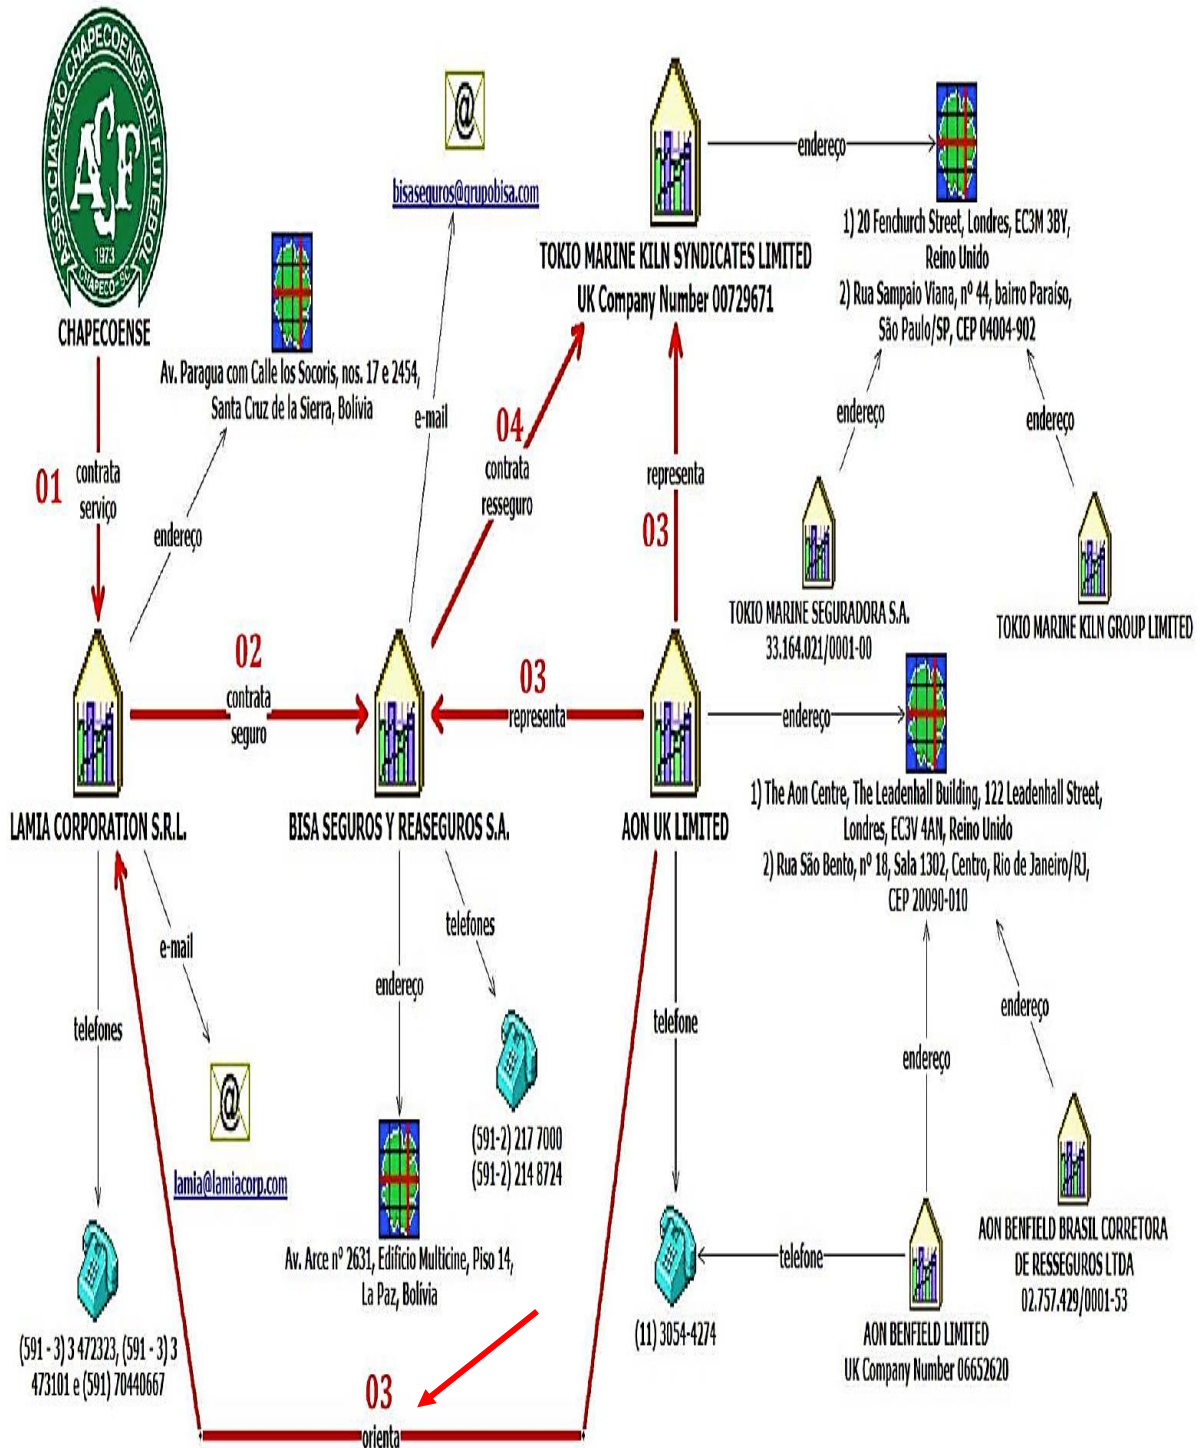 ASSOCIAÇÃO CHAPECOENSE DE FUTEBOL
ACF
1973
CHAPECÓ - SC
CHAPECOENSE
bisaseguros@grupobisa.com
TOKIO MARINE KILN SYNDICATES LIMITED
UK Company Number 00729671
endereço
1) 20 Fenchurch Street, Londres, EC3M 3BY,
Reino Unido
2) Rua Sampaio Viana, nº 44, bairro Paraíso,
São Paulo/SP, CEP 04004-902
Av. Paragua com Calle los Socoris, nos. 17 e 2454,
Santa Cruz de la Sierra, Bolívia
01
contrata
serviço
endereço
e-mail
04
contrata
resseguro
representa
03
endereço
endereço
TOKIO MARINE SEGURADORA S.A.
33.164.021/0001-00
TOKIO MARINE KILN GROUP LIMITED
02
contrata
seguro
03
representa
endereço
LAMIA CORPORATION S.R.L.
BISA SEGUROS Y REASEGUROS S.A.
AON UK LIMITED
1) The Aon Centre, The Leadenhall Building, 122 Leadenhall Street,
Londres, EC3V 4AN, Reino Unido
2) Rua São Bento, nº 18, Sala 1302, Centro, Rio de Janeiro/RJ,
CEP 20090-010
telefones
e-mail
endereço
telefones
telefone
endereço
endereço
@
lamia@lamiacorp.com
(591-2) 217 7000
(591-2) 214 8724
Av. Arce nº 2631, Edificio Multicine, Piso 14,
La Paz, Bolívia
telefone
AON BENFIELD BRASIL CORRETORA
DE RESSEGUROS LTDA
02.757.429/0001-53
(591 - 3) 3 472323, (591 - 3) 3
473101 e (591) 70440667
(11) 3054-4274
AON BENFIELD LIMITED
UK Company Number 06652620
03
orienta